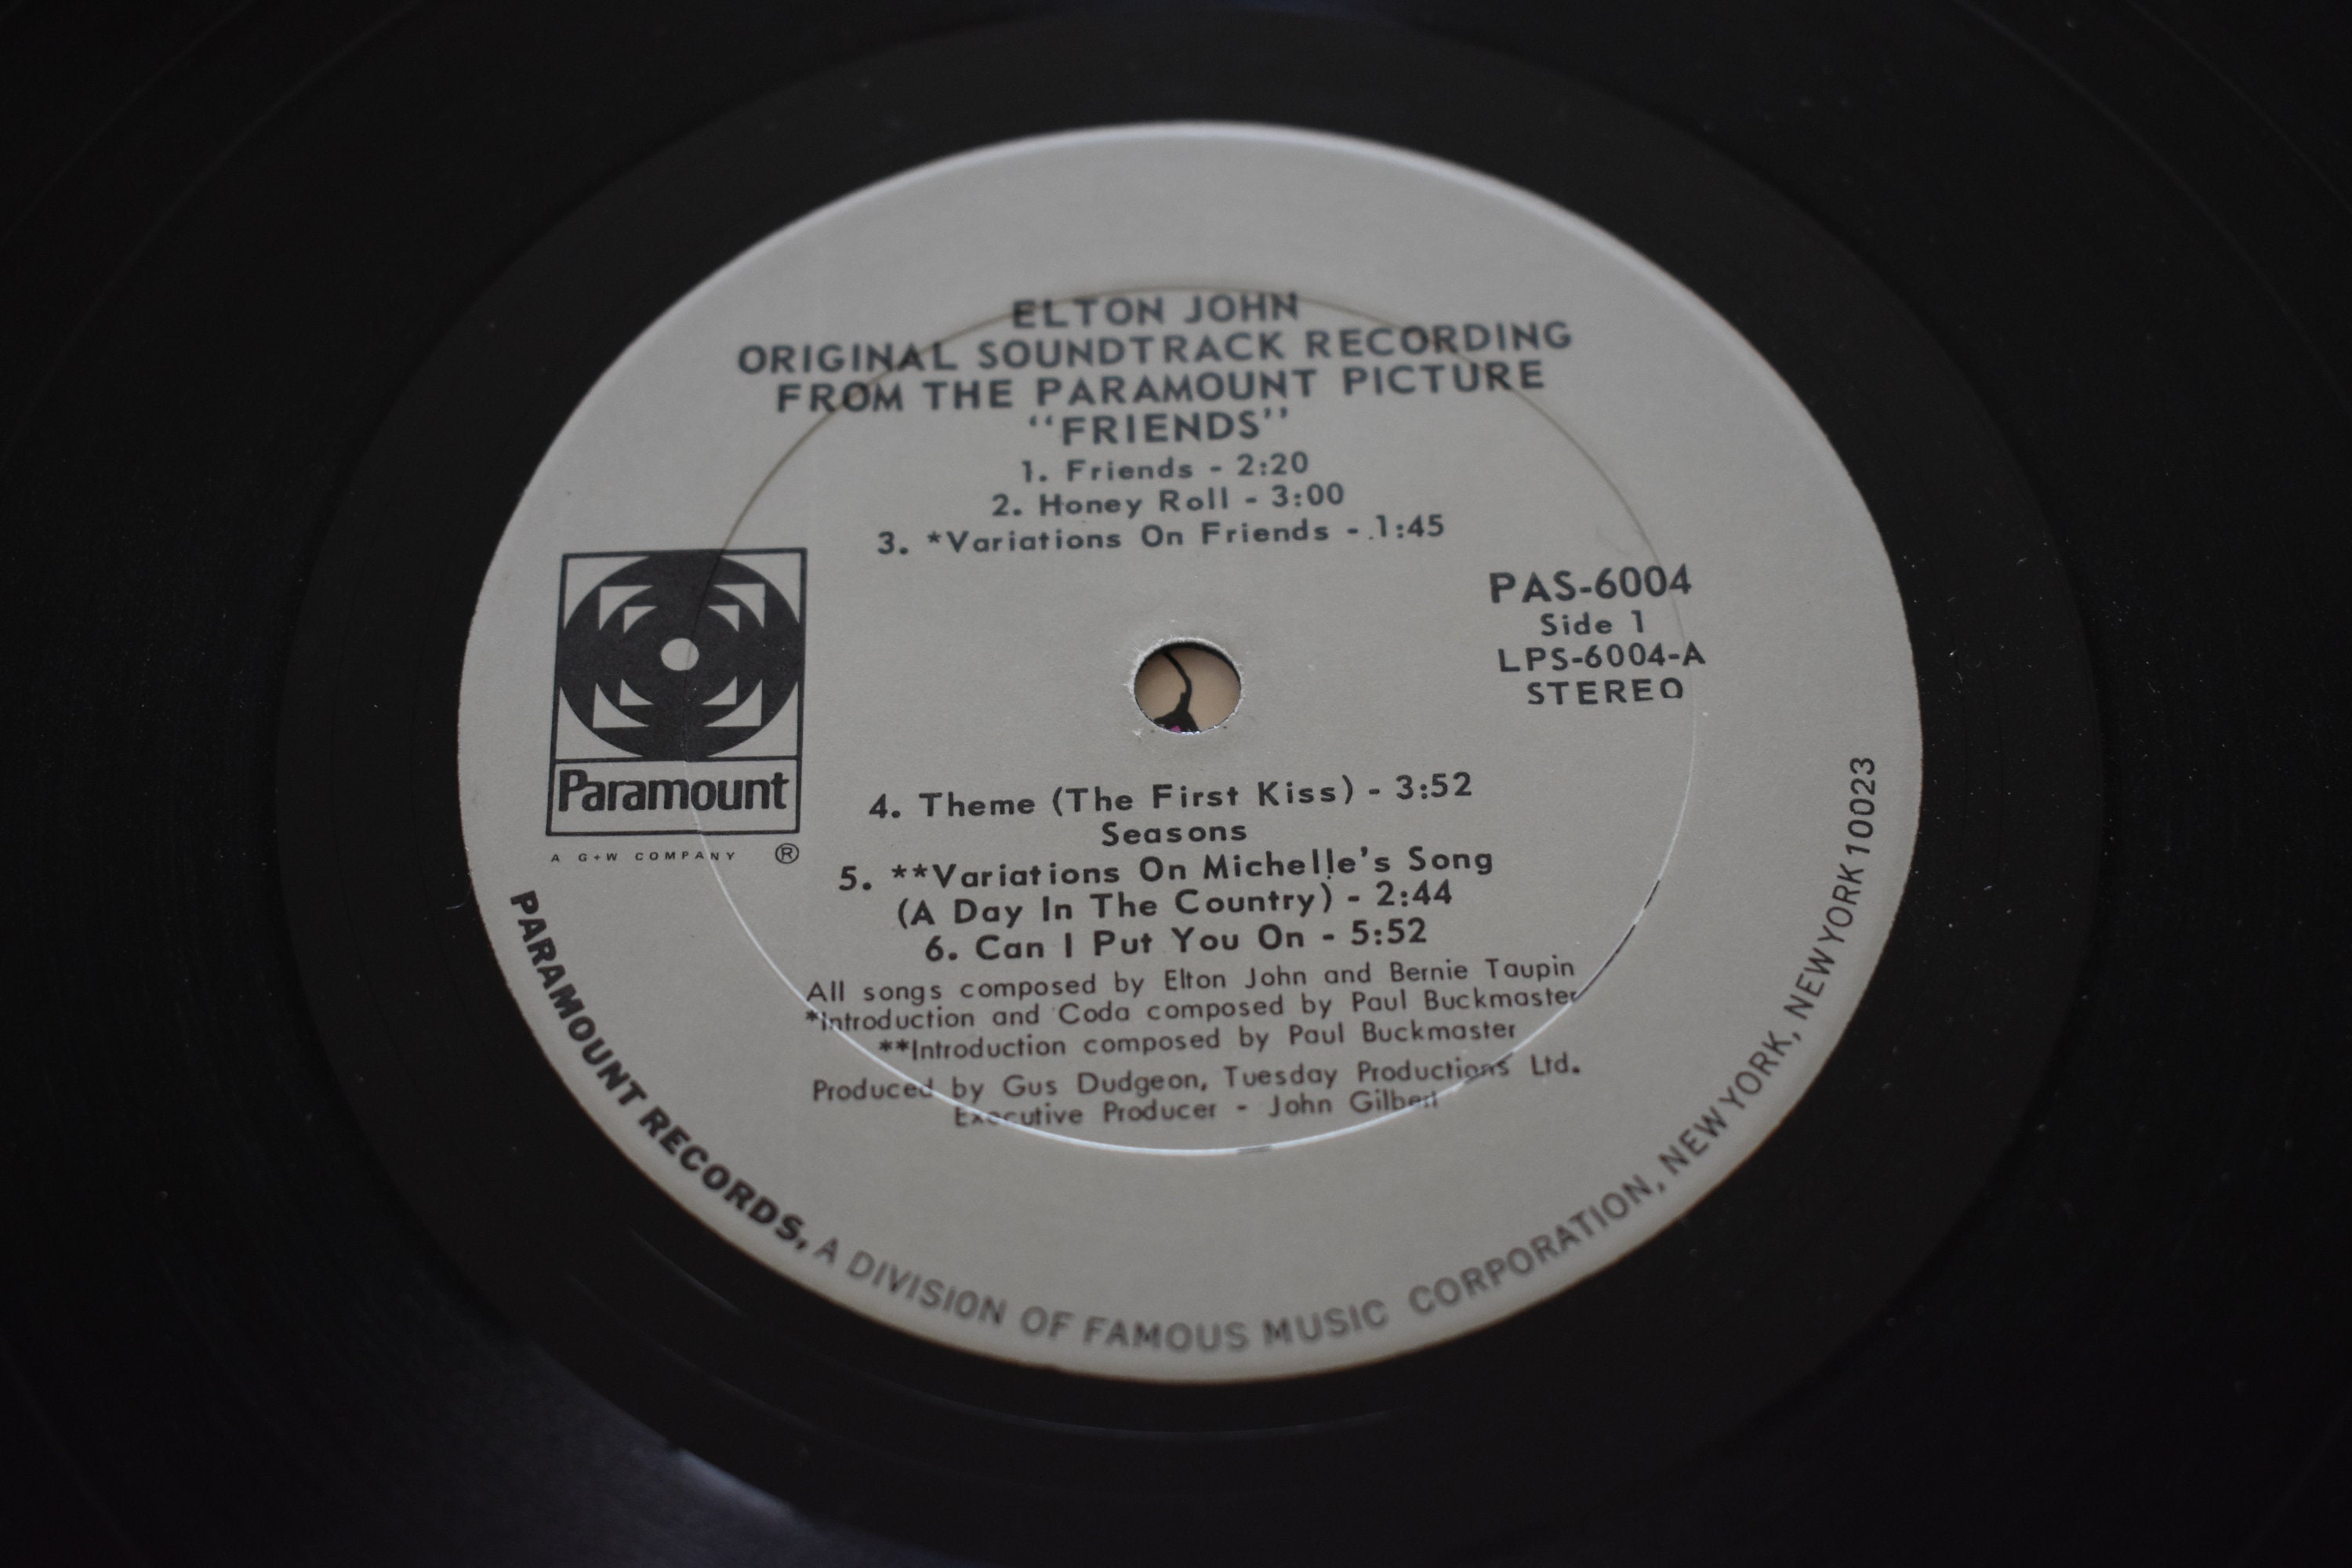 ELTON JOHN
ORIGINAL SOUNDTRACK RECORDING
FROM THE PARAMOUNT PICTURE
“FRIENDS”
1. Friends - 2:20
2. Honey Roll - 3:00
3. *Variations On Friends - 1:45
PAS-6004
Side 1
LPS-6004-A
STEREO
Paramount
A G+W COMPANY ®
4. Theme (The First Kiss) - 3:52
Seasons
5. **Variations On Michelle’s Song
(A Day In The Country) - 2:44
6. Can I Put You On - 5:52
All songs composed by Elton John and Bernie Taupin
*Introduction and Coda composed by Paul Buckmaster
**Introduction composed by Paul Buckmaster
Produced by Gus Dudgeon, Tuesday Productions Ltd.
Executive Producer - John Gilbert
PARAMOUNT RECORDS, A DIVISION OF FAMOUS MUSIC CORPORATION, NEW YORK, NEW YORK 10023